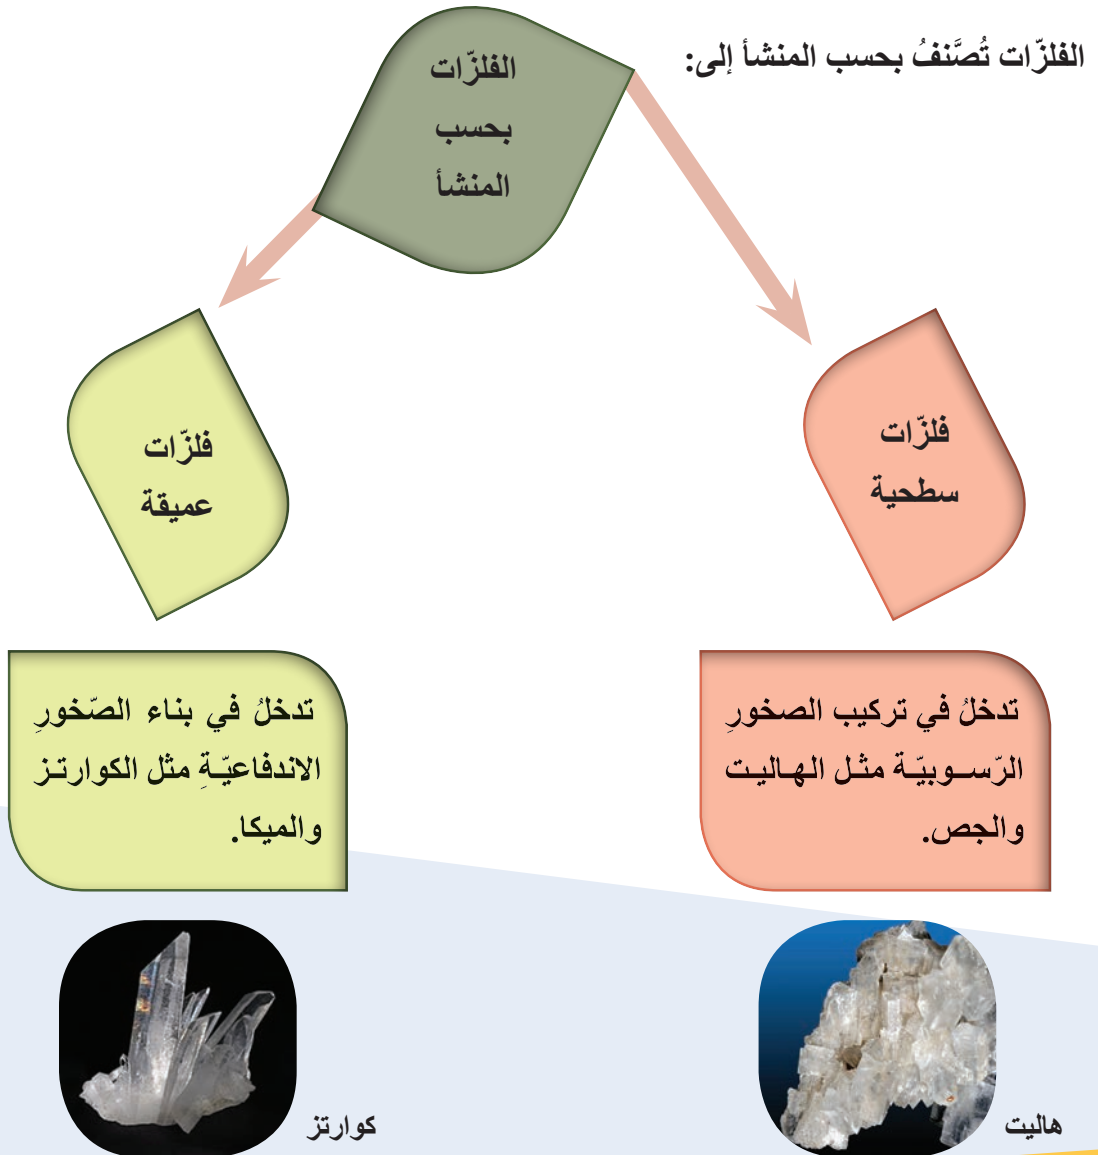 الفلزّات تُصَّنفُ بحسب المنشأ إلى:
الفلزّات
بحسب
المنشأ
فلزّات
سطحية
فلزّات
عميقة
تدخلُ في تركيب الصخورِ
الرّسوبيّة مثل الهاليت
والجص.
تدخلُ في بناء الصّخورِ
الاندفاعيّةِ مثل الكوارتز
والميكا.
هاليت
كوارتز